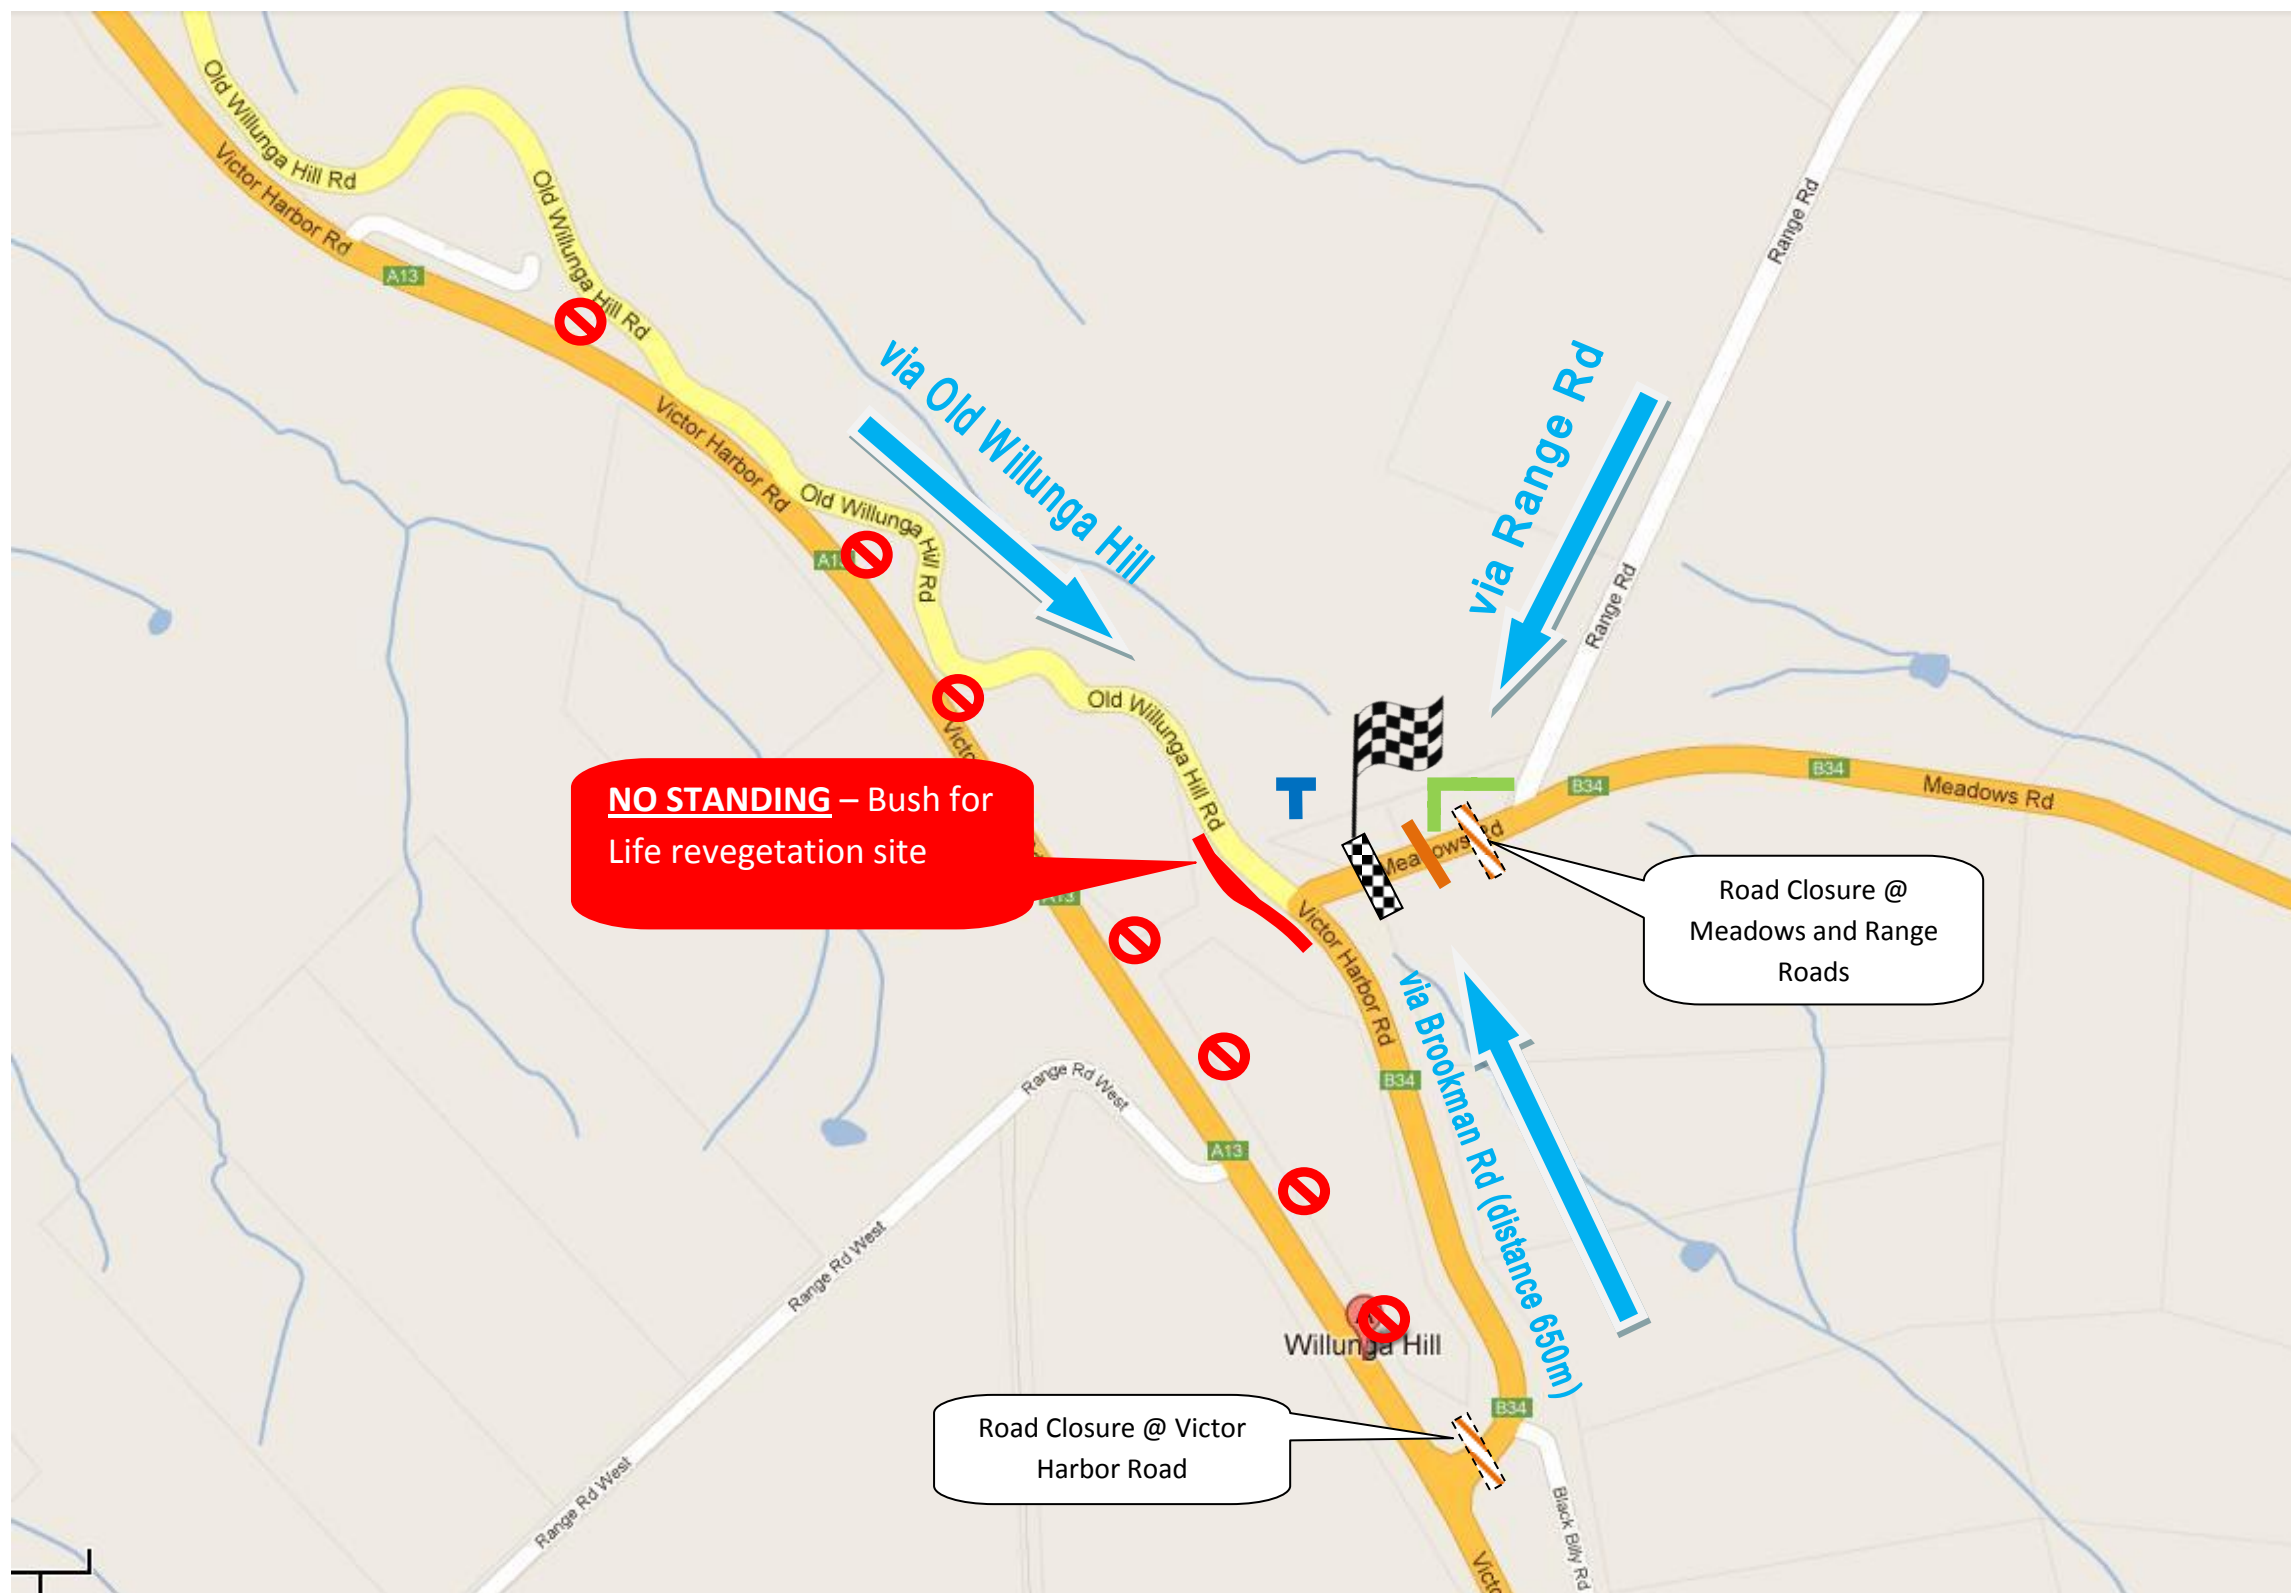 Old Willunga Hill Rd
Victor Harbor Rd
Old Willunga Hill Rd
A13
Range Rd
via Old Willunga Hill
via Range Rd
Victor Harbor Rd
Old Willunga Hill Rd
Range Rd
Old Willunga Hill Rd
NO STANDING – Bush for
Life revegetation site
T
B34
B34
Meadows Rd
Meadows Rd
Road Closure @
Meadows and Range
Roads
A13
Victor Harbor Rd
via Brookman Rd (distance 650m)
Range Rd West
B34
A13
Range Rd West
Willunga Hill
B34
Road Closure @ Victor
Harbor Road
Range Rd West
Black Billy Rd